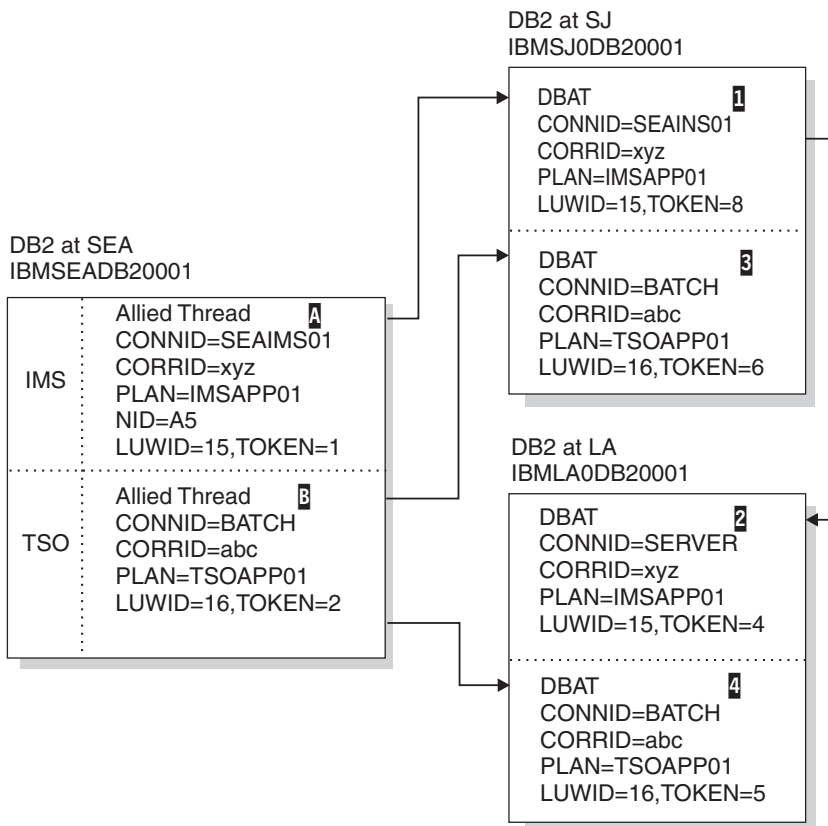 DB2 at SJ
IBMSJ0DB20001
DBAT 1
CONNID=SEAINS01
CORRID=xyz
PLAN=IMSAPP01
LUWID=15,TOKEN=8
DBAT 3
CONNID=BATCH
CORRID=abc
PLAN=TSOAPP01
LUWID=16,TOKEN=6
DB2 at SEA
IBMSEADB20001
IMS
Allied Thread A
CONNID=SEAIMS01
CORRID=xyz
PLAN=IMSAPP01
NID=A5
LUWID=15,TOKEN=1
TSO
Allied Thread B
CONNID=BATCH
CORRID=abc
PLAN=TSOAPP01
LUWID=16,TOKEN=2
DB2 at LA
IBMLA0DB20001
DBAT 2
CONNID=SERVER
CORRID=xyz
PLAN=IMSAPP01
LUWID=15,TOKEN=4
DBAT 4
CONNID=BATCH
CORRID=abc
PLAN=TSOAPP01
LUWID=16,TOKEN=5